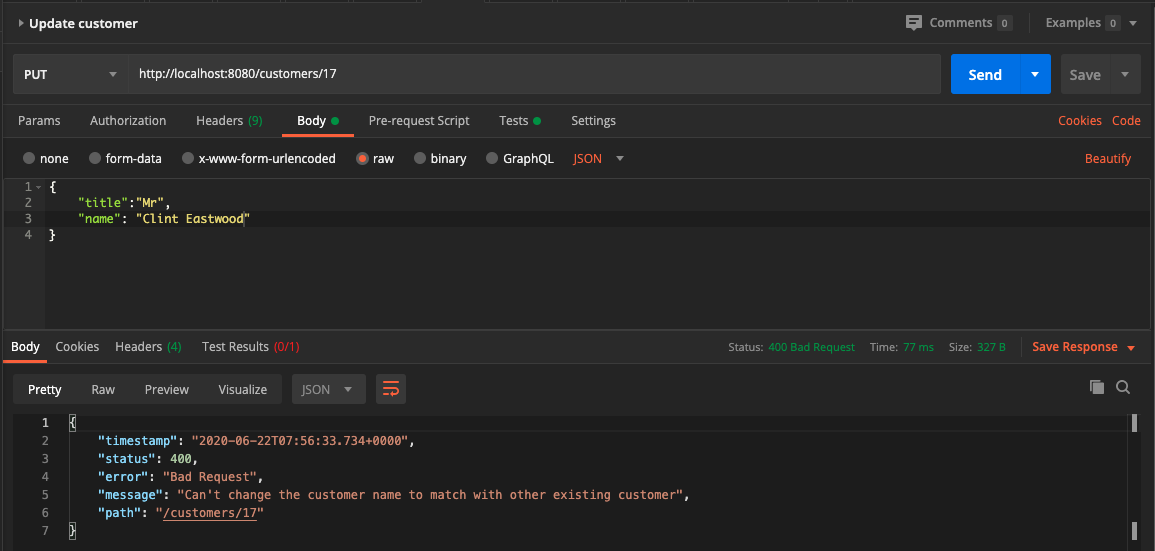 Update customer Comments 0 Examples 0
PUT http://localhost:8080/customers/17 Send Save
Params Authorization Headers (9) Body Pre-request Script Tests Settings Cookies Code
none form-data x-www-form-urlencoded raw binary GraphQL JSON Beautify
1 {
2 "title":"Mr",
3 "name": "Clint Eastwood"
4 }
Body Cookies Headers (4) Test Results (0/1) Status: 400 Bad Request Time: 77 ms Size: 327 B Save Response
Pretty Raw Preview Visualize JSON
1 {
2 "timestamp": "2020-06-22T07:56:33.734+0000",
3 "status": 400,
4 "error": "Bad Request",
5 "message": "Can't change the customer name to match with other existing customer",
6 "path": "/customers/17"
7 }